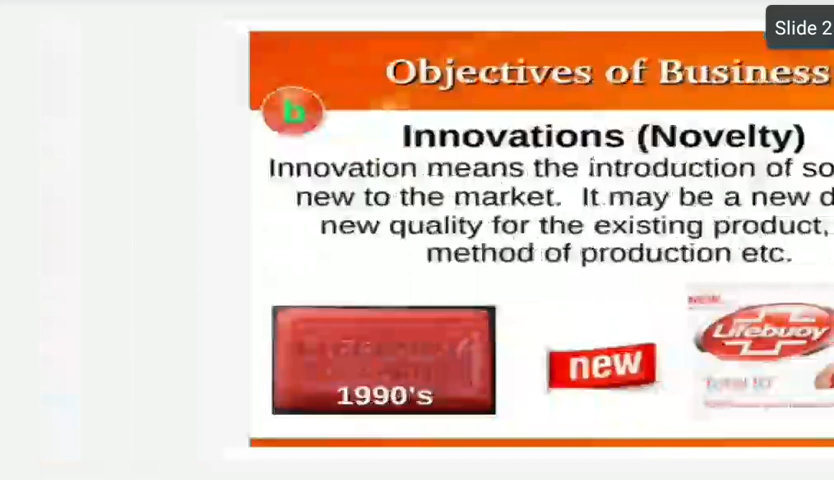 Slide 2
Objectives of Business
b
Innovations (Novelty)
Innovation means the introduction of so
new to the market. It may be a new d
new quality for the existing product,
method of production etc.
1990's
new
NEW
Lifebuoy